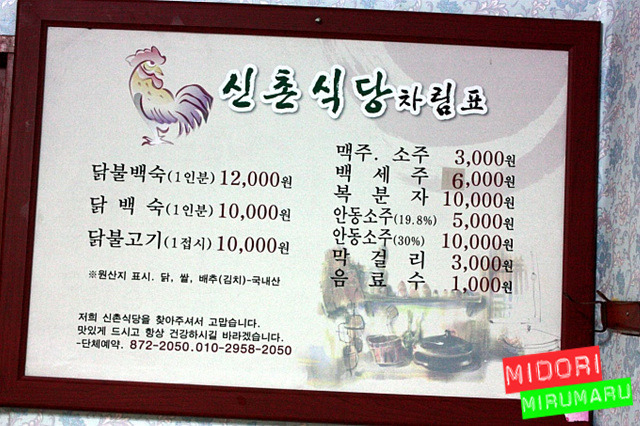 신촌식당 차림표
닭불백숙(1인분) 12,000원
닭 백 숙(1인분) 10,000원
닭불고기(1접시) 10,000원
※원산지 표시. 닭, 쌀, 배추(김치)-국내산
저희 신촌식당을 찾아주셔서 고맙습니다.
맛있게 드시고 항상 건강하시길 바라겠습니다.
-단체예약. 872-2050.010-2958-2050
맥주. 소주 3,000원
백 세 주 6,000원
복 분 자 10,000원
안동소주(19.8%) 5,000원
안동소주(30%) 10,000원
막 걸 리 3,000원
음 료 수 1,000원
MIDORI
MIRUMARU